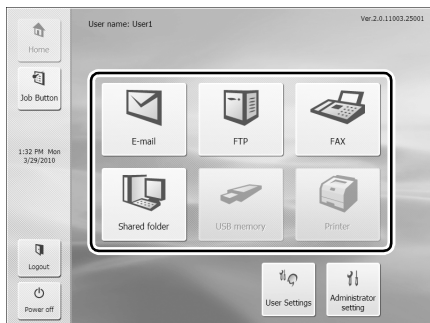 User name: User1
Ver.2.0.11003.25001
Home
Job Button
1:32 PM Mon
3/29/2010
Logout
Power off
E-mail
FTP
FAX
Shared folder
USB memory
Printer
User Settings
Administrator
setting